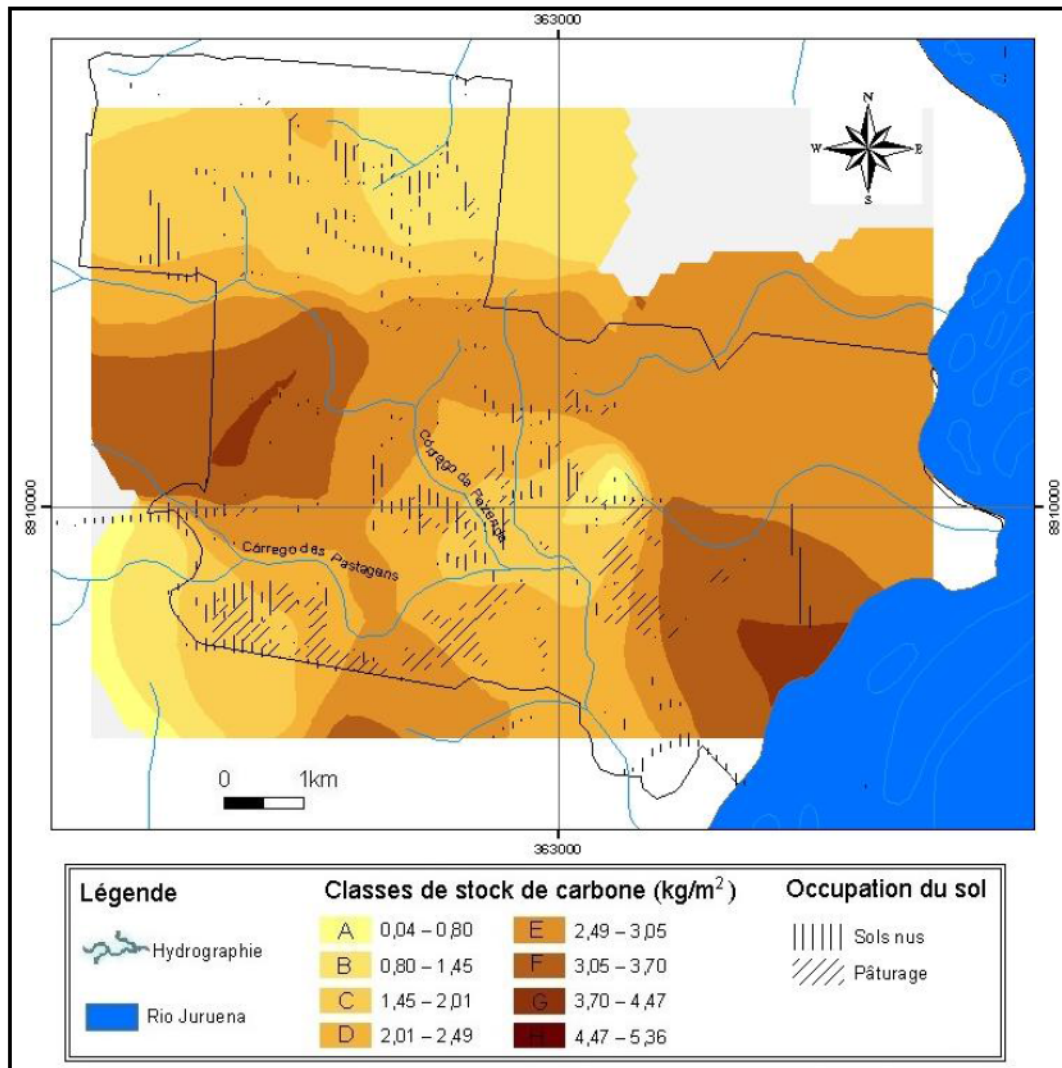 363000
N
W
E
S
8910000
8910000
Córrego da Fazenda
Córrego das Pastagens
0 1km
363000
Légende
Hydrographie
Rio Juruena
Classes de stock de carbone (kg/m²)
A 0,04 – 0,80
B 0,80 – 1,45
C 1,45 – 2,01
D 2,01 – 2,49
E 2,49 – 3,05
F 3,05 – 3,70
G 3,70 – 4,47
H 4,47 – 5,36
Occupation du sol
Sols nus
Pâturage